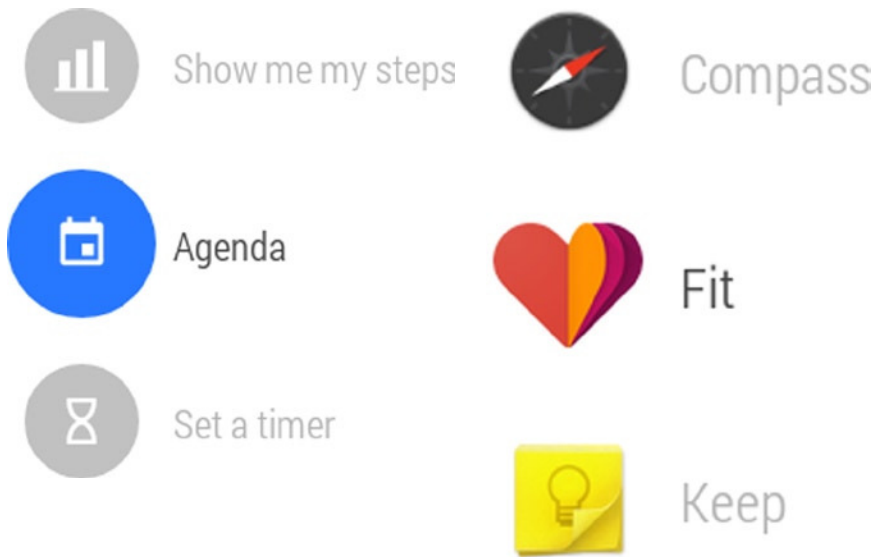 Show me my steps
Agenda
Set a timer
Compass
Fit
Keep